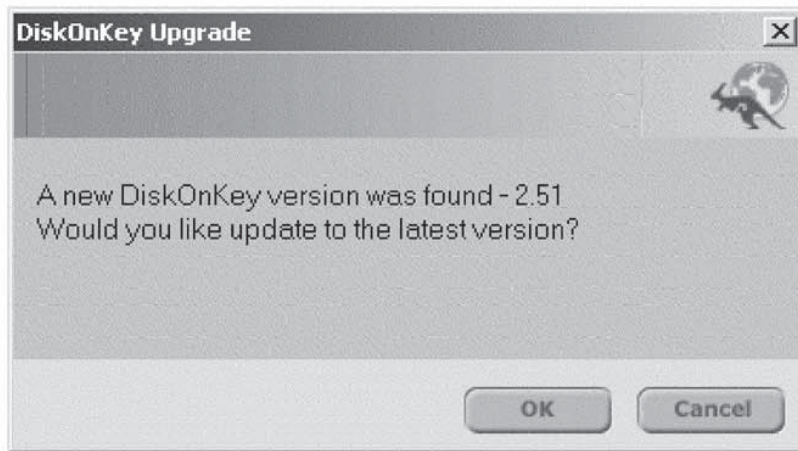 DiskOnKey Upgrade
A new DiskOnKey version was found - 2.51
Would you like update to the latest version?
OK
Cancel